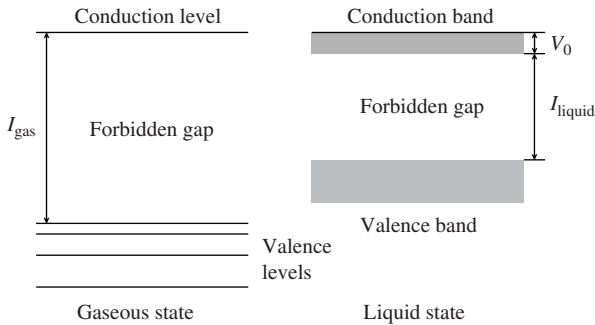 Conduction level
Conduction band
V0
Igas
Forbidden gap
Forbidden gap
Iliquid
Valence levels
Valence band
Gaseous state
Liquid state